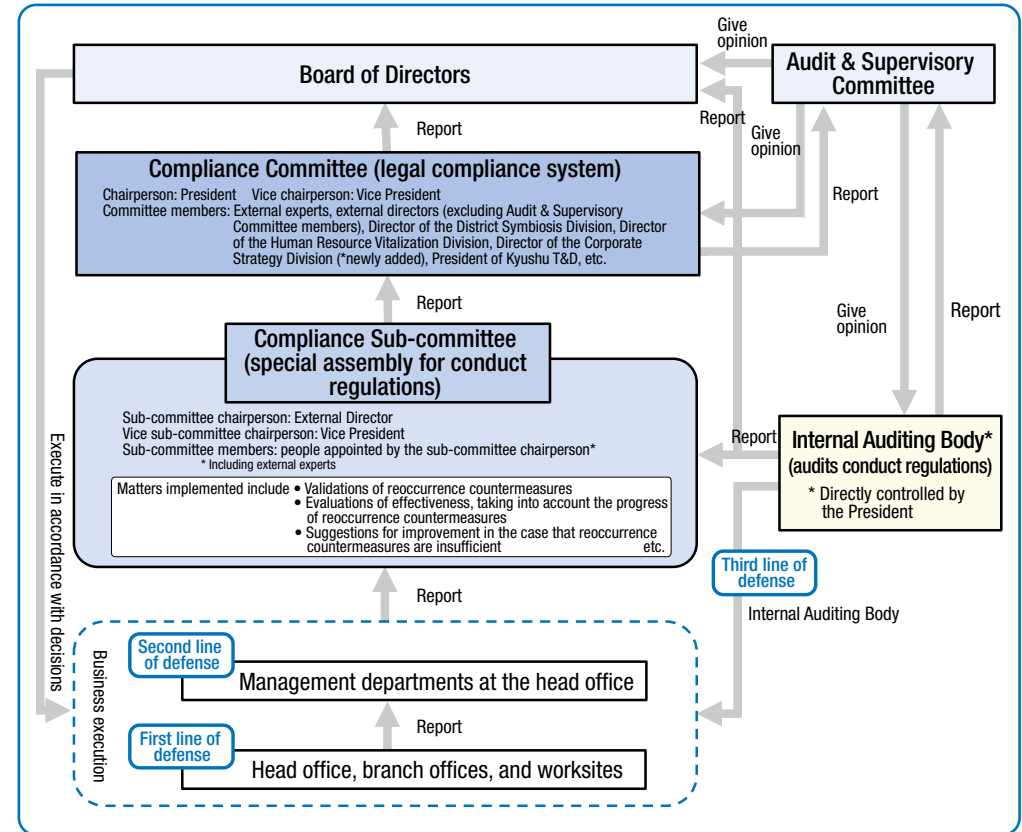 Give
opinion
Board of Directors
Audit & Supervisory
Committee
Report
Report
Give
opinion
Compliance Committee (legal compliance system)
Chairperson: President Vice chairperson: Vice President
Committee members: External experts, external directors (excluding Audit & Supervisory
Committee members), Director of the District Symbiosis Division, Director
of the Human Resource Vitalization Division, Director of the Corporate
Strategy Division (*newly added), President of Kyushu T&D, etc.
Report
Report
Give
opinion
Report
Compliance Sub-committee
(special assembly for conduct
regulations)
Sub-committee chairperson: External Director
Vice sub-committee chairperson: Vice President
Sub-committee members: people appointed by the sub-committee chairperson*
* Including external experts
Matters implemented include • Validations of reoccurrence countermeasures
• Evaluations of effectiveness, taking into account the progress
of reoccurrence countermeasures
• Suggestions for improvement in the case that reoccurrence
countermeasures are insufficient etc.
Report
Internal Auditing Body*
(audits conduct regulations)
* Directly controlled by
the President
Third line of
defense
Internal Auditing Body
Report
Execute in accordance with decisions
Business execution
Second line
of defense
Management departments at the head office
Report
First line of
defense
Head office, branch offices, and worksites